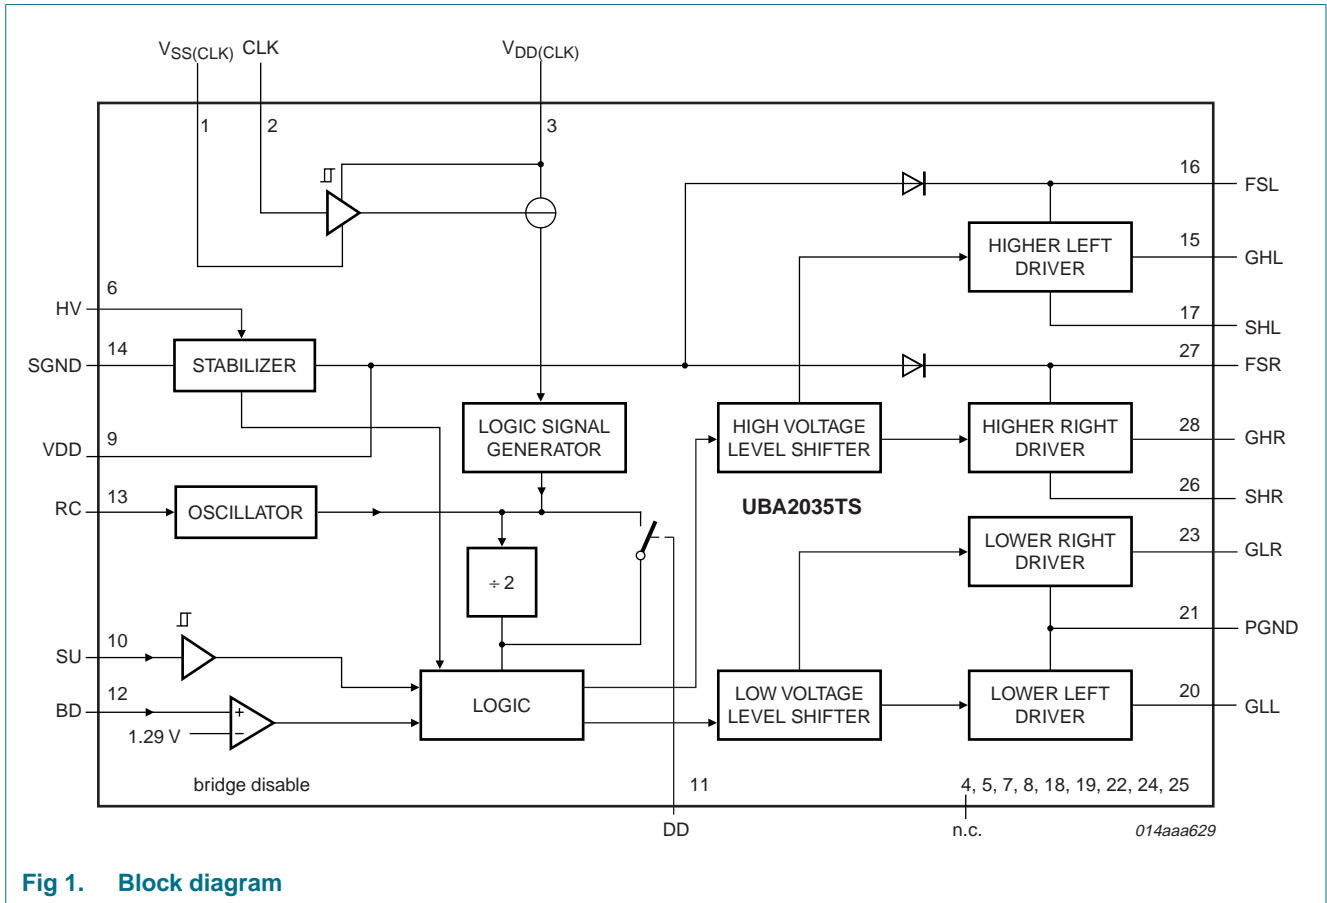 VSS(CLK) CLK VDD(CLK)
1 2 3
16 FSL
HIGHER LEFT
DRIVER
15 GHL
17 SHL
6
HV
14
SGND
STABILIZER
27 FSR
LOGIC SIGNAL
GENERATOR
HIGH VOLTAGE
LEVEL SHIFTER
HIGHER RIGHT
DRIVER
28 GHR
9
VDD
26 SHR
13
RC
OSCILLATOR
UBA2035TS
LOWER RIGHT
DRIVER
23 GLR
÷ 2
21 PGND
10
SU
12
BD
+
1.29 V
−
LOGIC
LOW VOLTAGE
LEVEL SHIFTER
LOWER LEFT
DRIVER
20 GLL
bridge disable
11
4, 5, 7, 8, 18, 19, 22, 24, 25
DD
n.c.
014aaa629
Fig 1. Block diagram